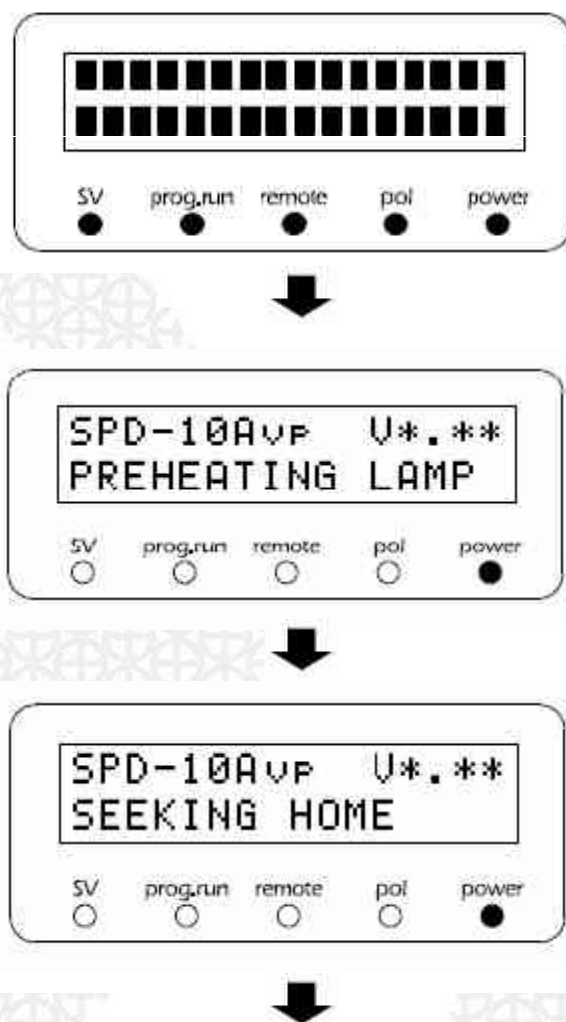 SV prog.run remote pol power
SPD-10Avp V*.**
PREHEATING LAMP
SV prog.run remote pol power
SPD-10Avp V*.**
SEEKING HOME
SV prog.run remote pol power